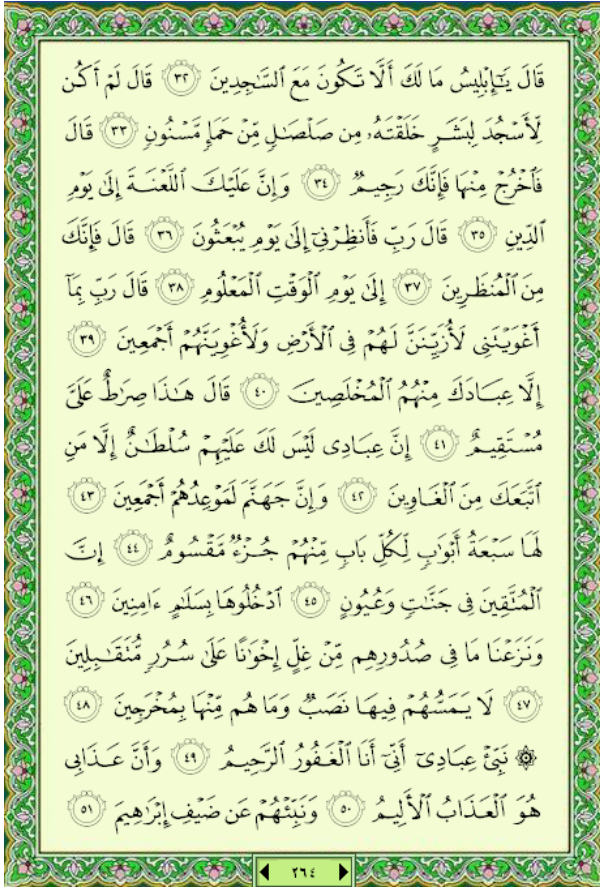 قَالَ يَـٰٓإِبْلِيسُ مَا لَكَ أَلَّا تَكُونَ مَعَ ٱلسَّـٰجِدِينَ ٣٢ قَالَ لَمْ أَكُن
لِّأَسْجُدَ لِبَشَرٍ خَلَقْتَهُۥ مِن صَلْصَـٰلٍ مِّنْ حَمَإٍ مَّسْنُونٍ ٣٣ قَالَ
فَٱخْرُجْ مِنْهَا فَإِنَّكَ رَجِيمٌ ٣٤ وَإِنَّ عَلَيْكَ ٱللَّعْنَةَ إِلَىٰ يَوْمِ
ٱلدِّينِ ٣٥ قَالَ رَبِّ فَأَنظِرْنِىٓ إِلَىٰ يَوْمِ يُبْعَثُونَ ٣٦ قَالَ فَإِنَّكَ
مِنَ ٱلْمُنظَرِينَ ٣٧ إِلَىٰ يَوْمِ ٱلْوَقْتِ ٱلْمَعْلُومِ ٣٨ قَالَ رَبِّ بِمَآ
أَغْوَيْتَنِى لَأُزَيِّنَنَّ لَهُمْ فِى ٱلْأَرْضِ وَلَأُغْوِيَنَّهُمْ أَجْمَعِينَ ٣٩
إِلَّا عِبَادَكَ مِنْهُمُ ٱلْمُخْلَصِينَ ٤٠ قَالَ هَـٰذَا صِرَٰطٌ عَلَىَّ
مُسْتَقِيمٌ ٤١ إِنَّ عِبَادِى لَيْسَ لَكَ عَلَيْهِمْ سُلْطَـٰنٌ إِلَّا مَنِ
ٱتَّبَعَكَ مِنَ ٱلْغَاوِينَ ٤٢ وَإِنَّ جَهَنَّمَ لَمَوْعِدُهُمْ أَجْمَعِينَ ٤٣
لَهَا سَبْعَةُ أَبْوَٰبٍ لِّكُلِّ بَابٍ مِّنْهُمْ جُزْءٌ مَّقْسُومٌ ٤٤ إِنَّ
ٱلْمُتَّقِينَ فِى جَنَّـٰتٍ وَعُيُونٍ ٤٥ ٱدْخُلُوهَا بِسَلَـٰمٍ ءَامِنِينَ ٤٦
وَنَزَعْنَا مَا فِى صُدُورِهِم مِّنْ غِلٍّ إِخْوَٰنًا عَلَىٰ سُرُرٍ مُّتَقَـٰبِلِينَ
٤٧ لَا يَمَسُّهُمْ فِيهَا نَصَبٌ وَمَا هُم مِّنْهَا بِمُخْرَجِينَ ٤٨
۞ نَبِّئْ عِبَادِىٓ أَنِّىٓ أَنَا ٱلْغَفُورُ ٱلرَّحِيمُ ٤٩ وَأَنَّ عَذَابِى
هُوَ ٱلْعَذَابُ ٱلْأَلِيمُ ٥٠ وَنَبِّئْهُمْ عَن ضَيْفِ إِبْرَٰهِيمَ ٥١
٢٦٤